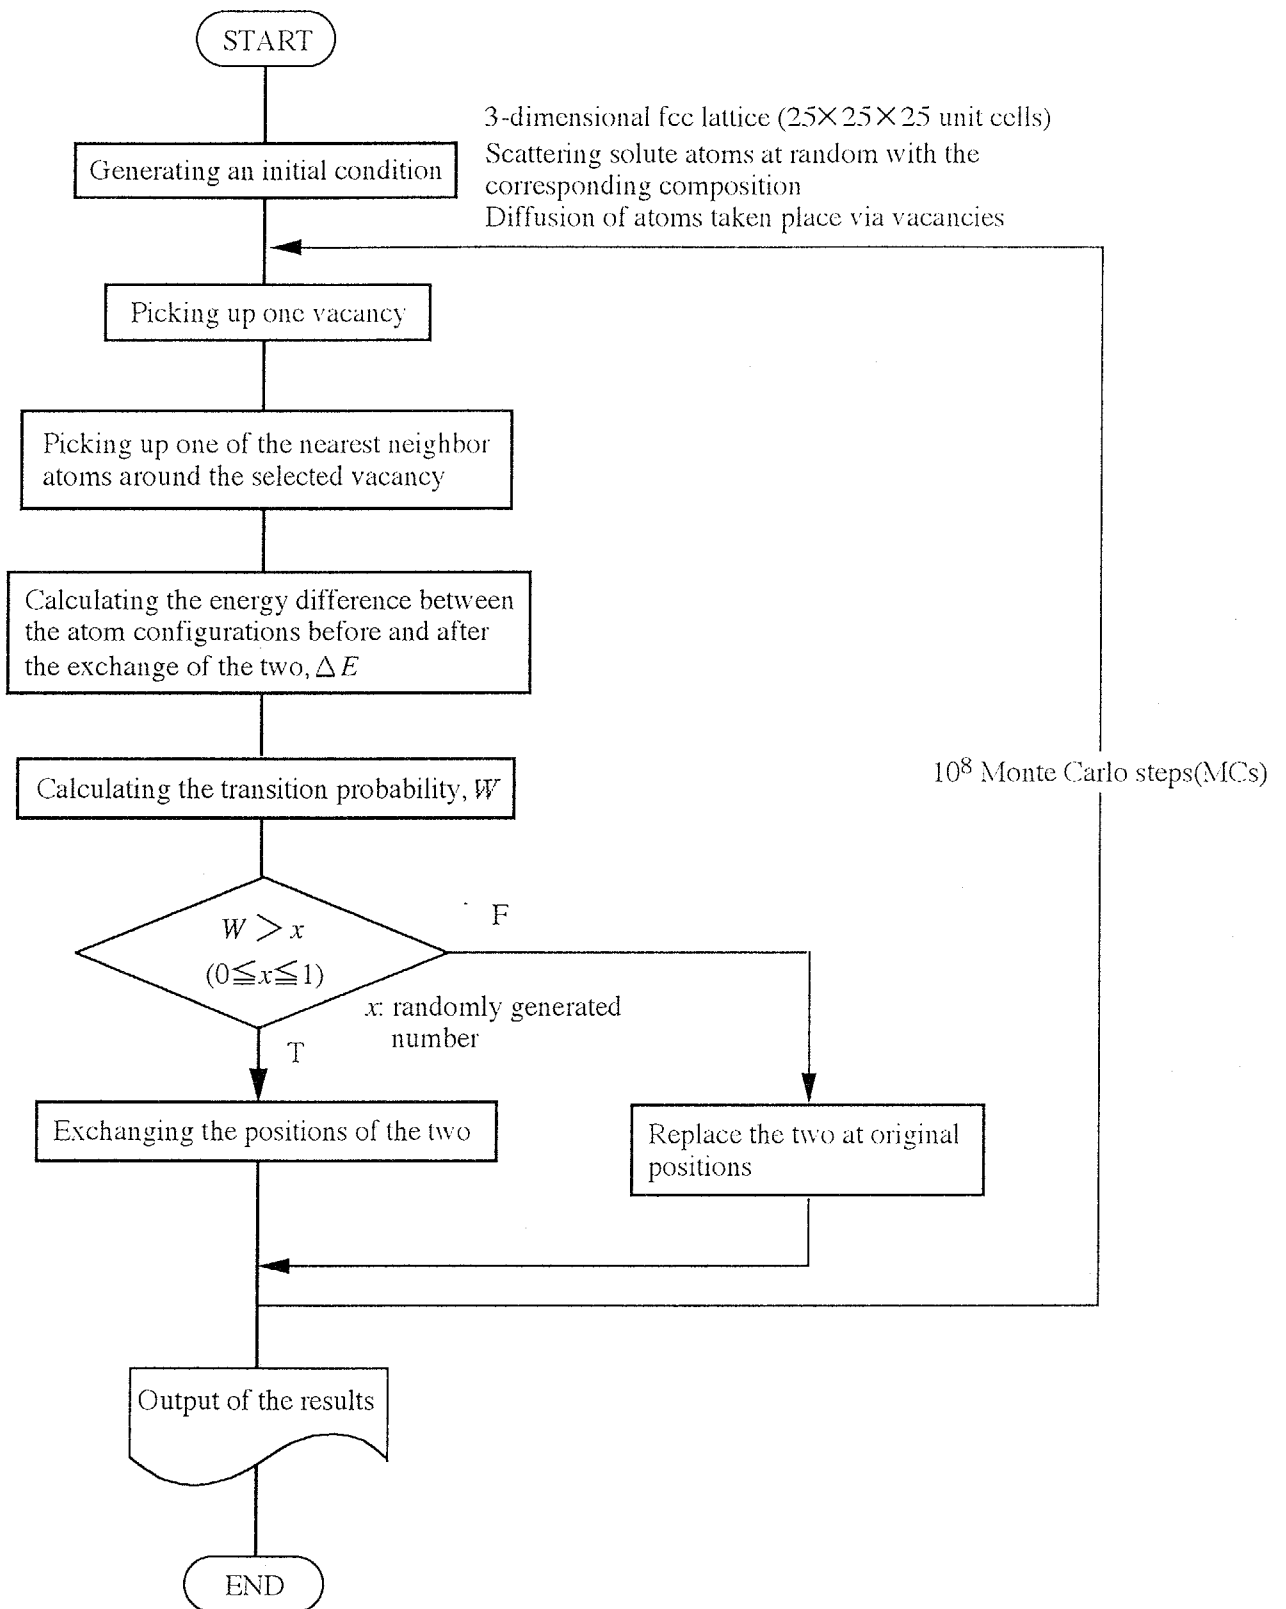 START
3-dimensional fcc lattice (25×25×25 unit cells)
Generating an initial condition
Scattering solute atoms at random with the
corresponding composition
Diffusion of atoms taken place via vacancies
Picking up one vacancy
Picking up one of the nearest neighbor
atoms around the selected vacancy
Calculating the energy difference between
the atom configurations before and after
the exchange of the two, ΔE
Calculating the transition probability, W
10⁸ Monte Carlo steps(MCs)
W > x
(0≦x≦1)
F
x: randomly generated
number
T
Exchanging the positions of the two
Replace the two at original
positions
Output of the results
END